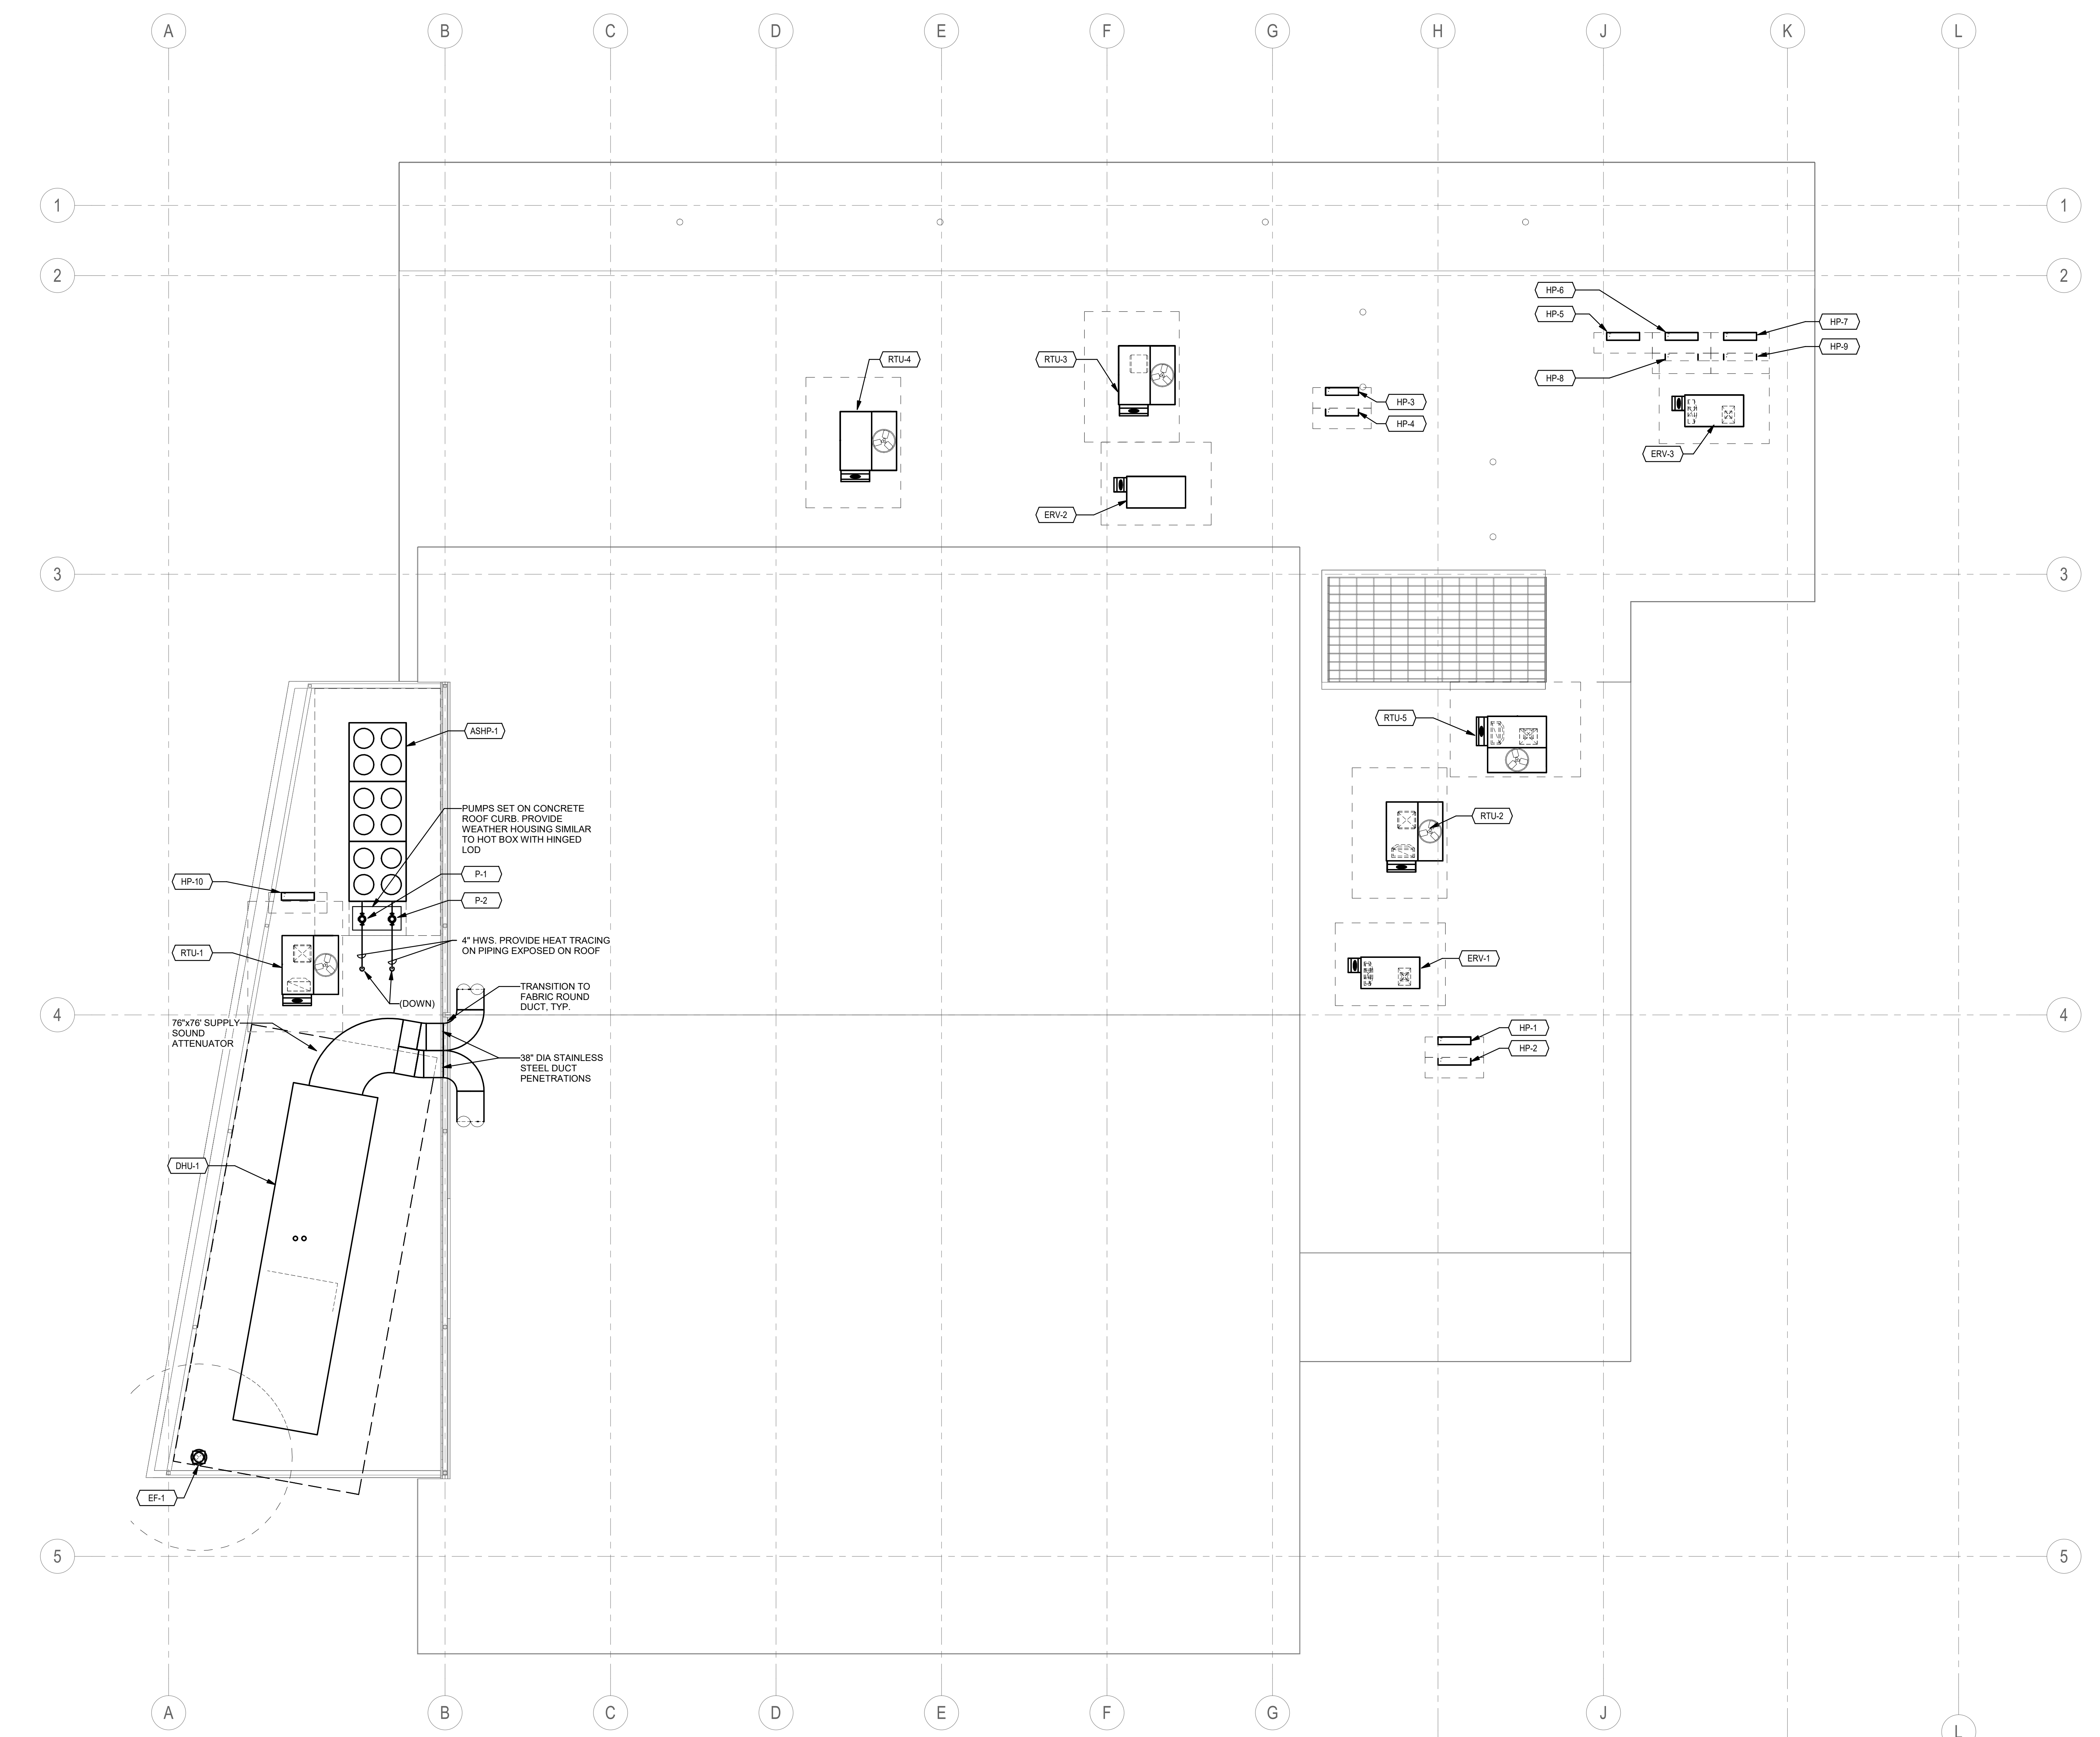 A B C D E F G H J K L
1 1
2 2
HP-6
HP-5
HP-7
HP-9
HP-8
RTU-4
RTU-3
HP-3
HP-4
ERV-3
ERV-2
3 3
RTU-5
ASHP-1
PUMPS SET ON CONCRETE
ROOF CURB. PROVIDE
WEATHER HOUSING SIMILAR
TO HOT BOX WITH HINGED
LOD
RTU-2
P-1
HP-10
P-2
4" HWS. PROVIDE HEAT TRACING
ON PIPING EXPOSED ON ROOF
RTU-1
ERV-1
TRANSITION TO
FABRIC ROUND
DUCT, TYP.
(DOWN)
4 4
76"x76' SUPPLY
SOUND
ATTENUATOR
HP-1
HP-2
38" DIA STAINLESS
STEEL DUCT
PENETRATIONS
DHU-1
EF-1
5 5
A B C D E F G J L